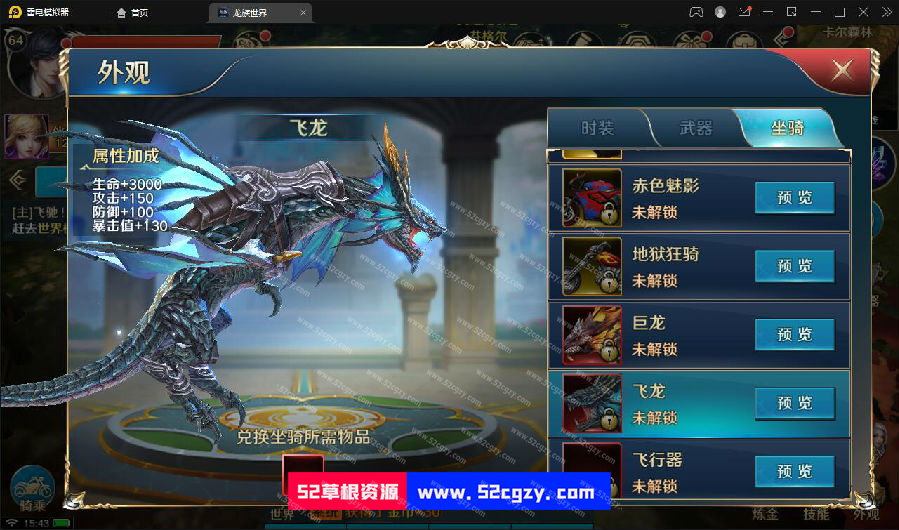 雷电模拟器
首页
龙族世界
64
卡尔森林
外观
飞龙
时装
武器
坐骑
属性加成
生命+3000
攻击+150
防御+100
暴击值+130
赤色魅影
未解锁
预览
地狱狂骑
未解锁
预览
巨龙
未解锁
预览
飞龙
未解锁
预览
飞行器
未解锁
预览
[主]飞驰!
赶去世界
兑换坐骑所需物品
52草根资源 www.52cgzy.com
骑乘
世界
炼金
技能
外观
15:43
www.52cgzy.com